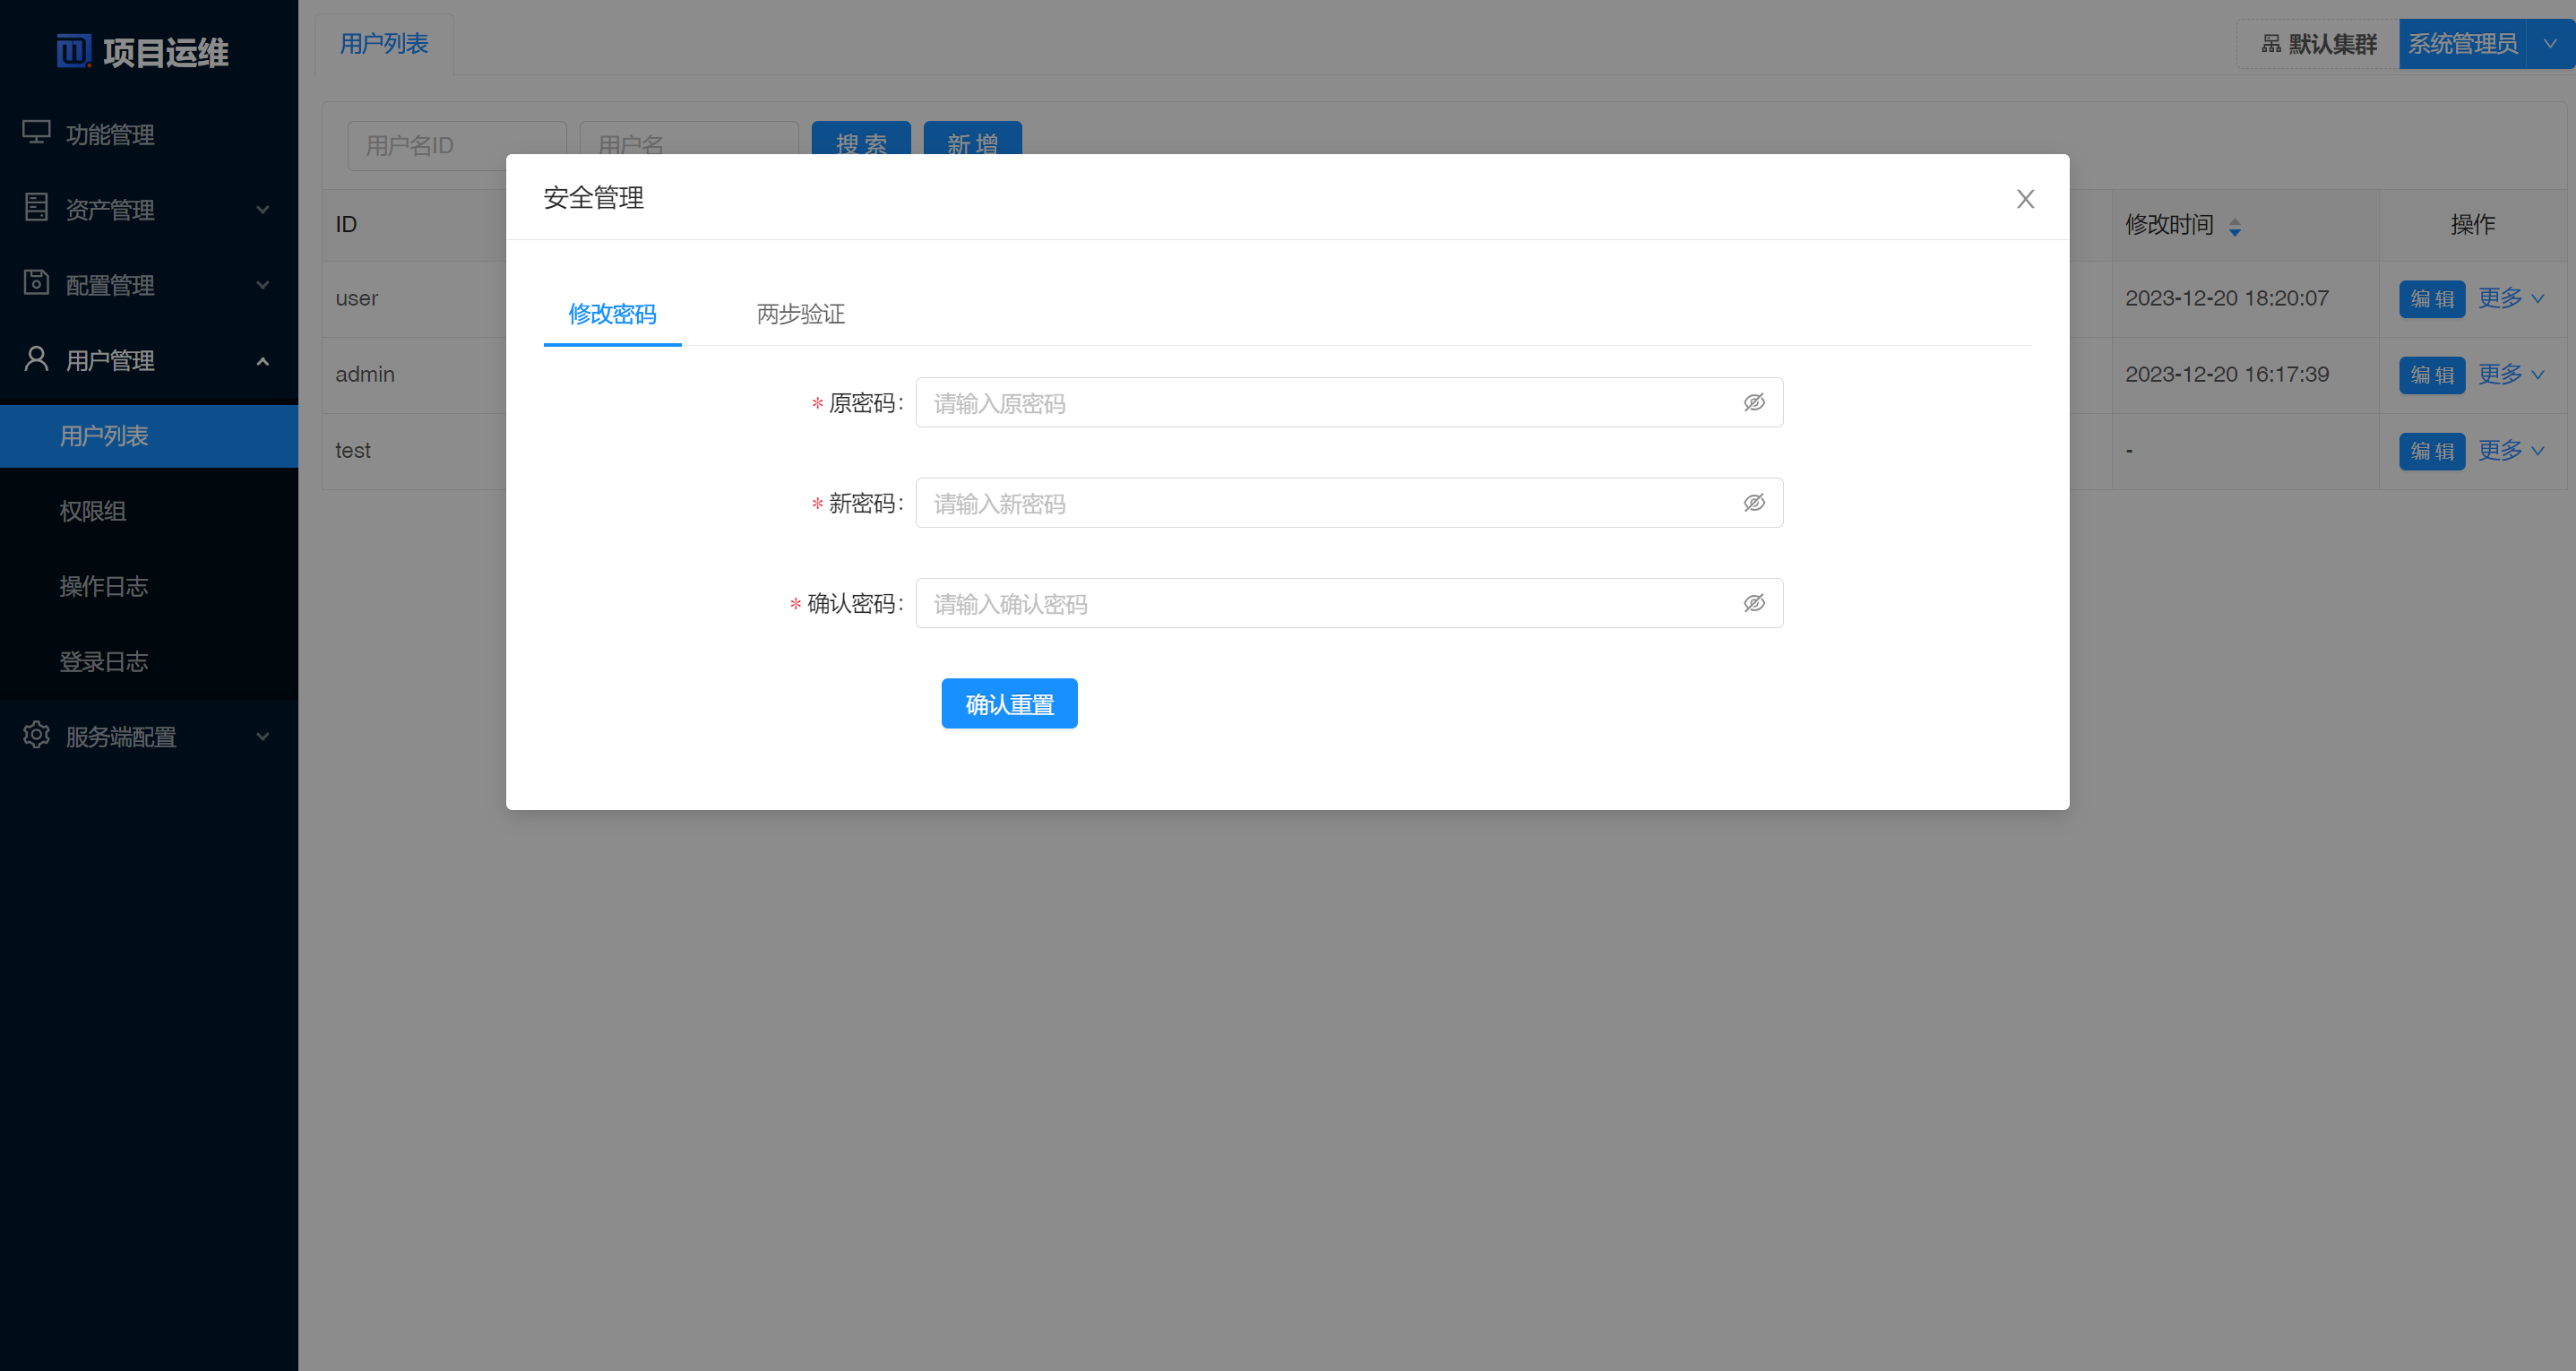 项目运维
功能管理
资产管理
配置管理
用户管理
用户列表
权限组
操作日志
登录日志
服务端配置
用户列表
默认集群
系统管理员
用户名ID
用户名
搜 索
新 增
ID
修改时间
操作
user
2023-12-20 18:20:07
编 辑
更多
admin
2023-12-20 16:17:39
编 辑
更多
test
-
编 辑
更多
安全管理
修改密码
两步验证
* 原密码:
请输入原密码
* 新密码:
请输入新密码
* 确认密码:
请输入确认密码
确认重置